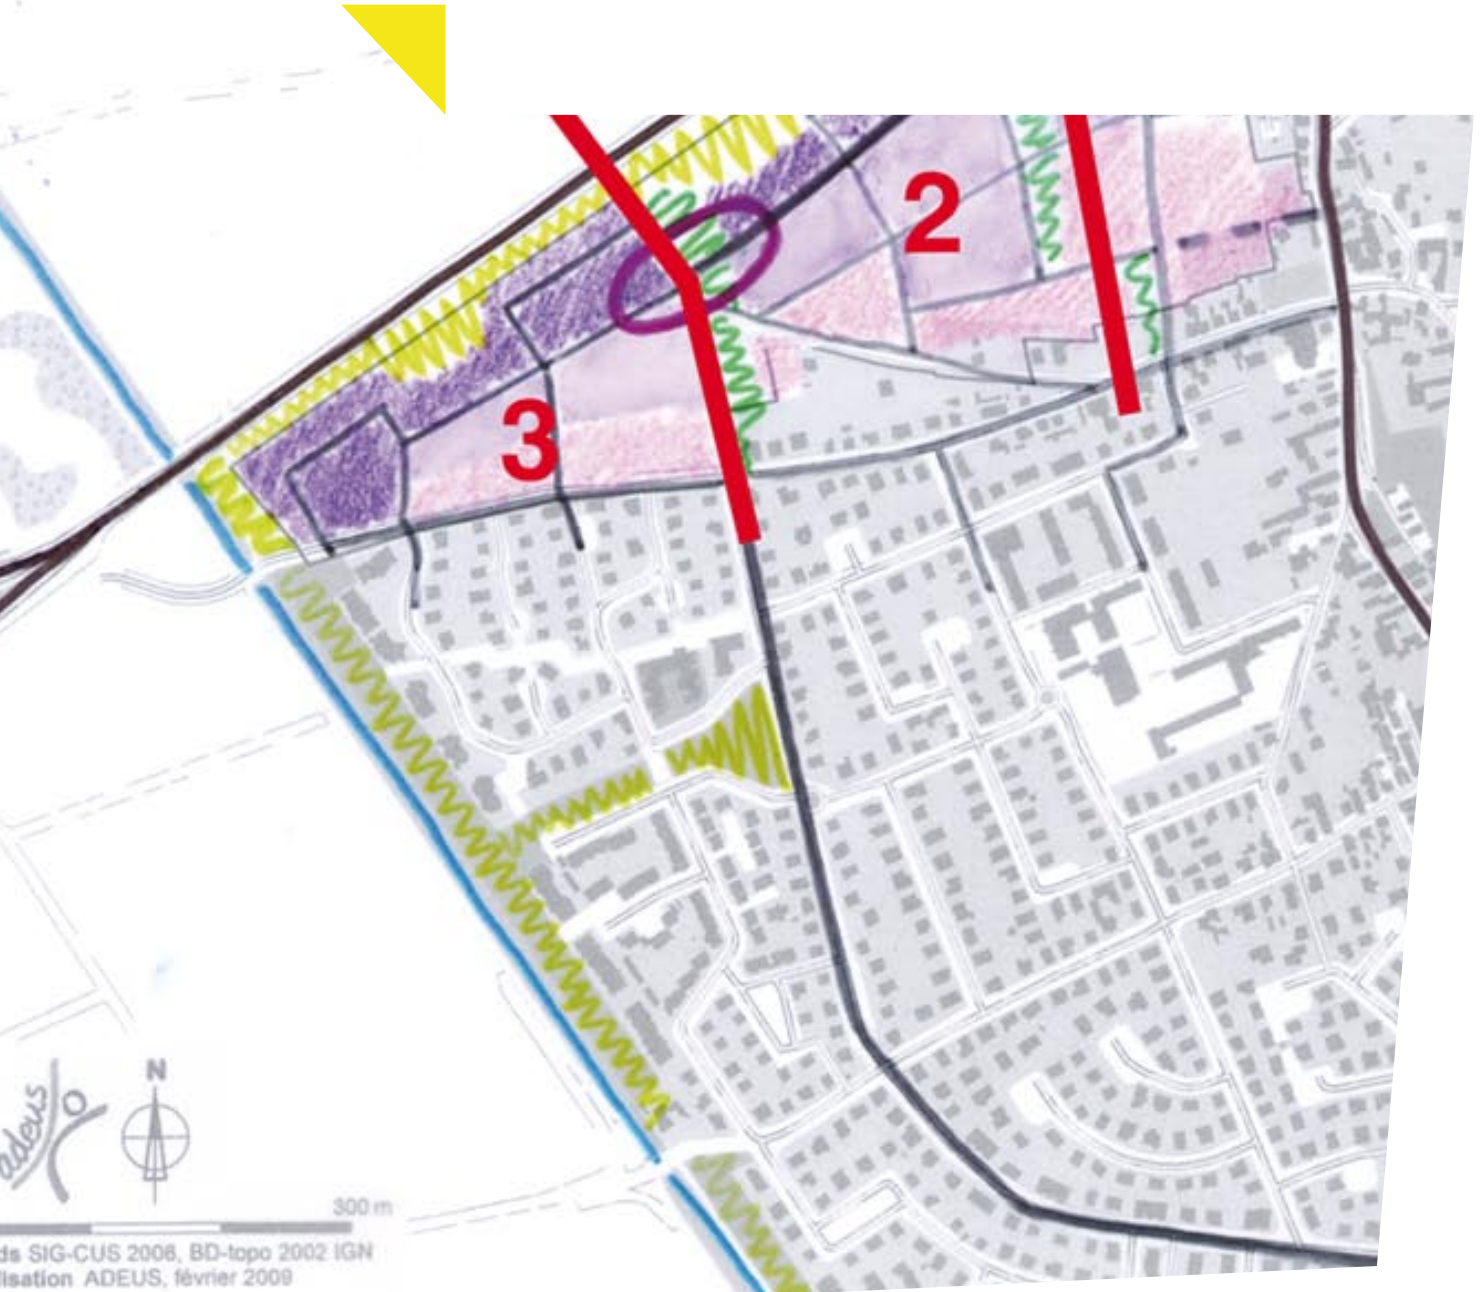 2
3
adeus
N
300 m
ds SIG-CUS 2008, BD-topo 2002 IGN
lisation ADEUS, février 2009